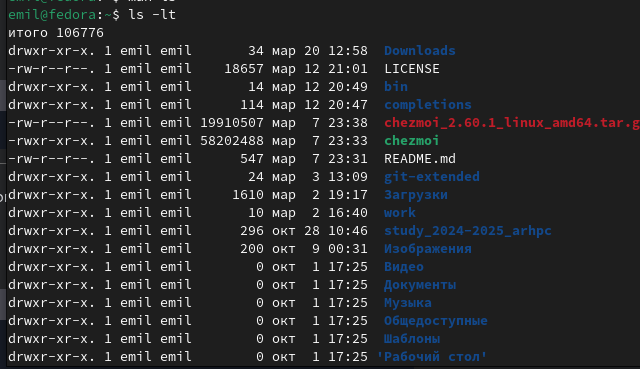 emil@fedora:~$ ls -lt
итого 106776
drwxr-xr-x. 1 emil emil       34 мар 20 12:58  Downloads
-rw-r--r--. 1 emil emil    18657 мар 12 21:01  LICENSE
drwxr-xr-x. 1 emil emil       14 мар 12 20:49  bin
drwxr-xr-x. 1 emil emil      114 мар 12 20:47  completions
-rw-r--r--. 1 emil emil 19910507 мар  7 23:38  chezmoi_2.60.1_linux_amd64.tar.g
-rwxr-xr-x. 1 emil emil 58202488 мар  7 23:33  chezmoi
-rw-r--r--. 1 emil emil      547 мар  7 23:31  README.md
drwxr-xr-x. 1 emil emil       24 мар  3 13:09  git-extended
drwxr-xr-x. 1 emil emil     1610 мар  2 19:17  Загрузки
drwxr-xr-x. 1 emil emil       10 мар  2 16:40  work
drwxr-xr-x. 1 emil emil      296 окт 28 10:46  study_2024-2025_arhpc
drwxr-xr-x. 1 emil emil      200 окт  9 00:31  Изображения
drwxr-xr-x. 1 emil emil        0 окт  1 17:25  Видео
drwxr-xr-x. 1 emil emil        0 окт  1 17:25  Документы
drwxr-xr-x. 1 emil emil        0 окт  1 17:25  Музыка
drwxr-xr-x. 1 emil emil        0 окт  1 17:25  Общедоступные
drwxr-xr-x. 1 emil emil        0 окт  1 17:25  Шаблоны
drwxr-xr-x. 1 emil emil        0 окт  1 17:25 'Рабочий стол'